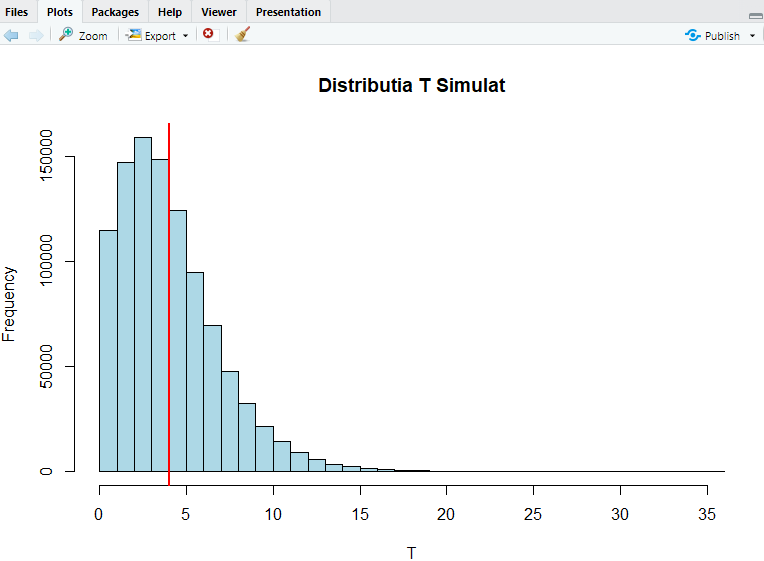 Files Plots Packages Help Viewer Presentation
Zoom Export Publish
Distributia T Simulat
Frequency
150000
100000
50000
0
0 5 10 15 20 25 30 35
T